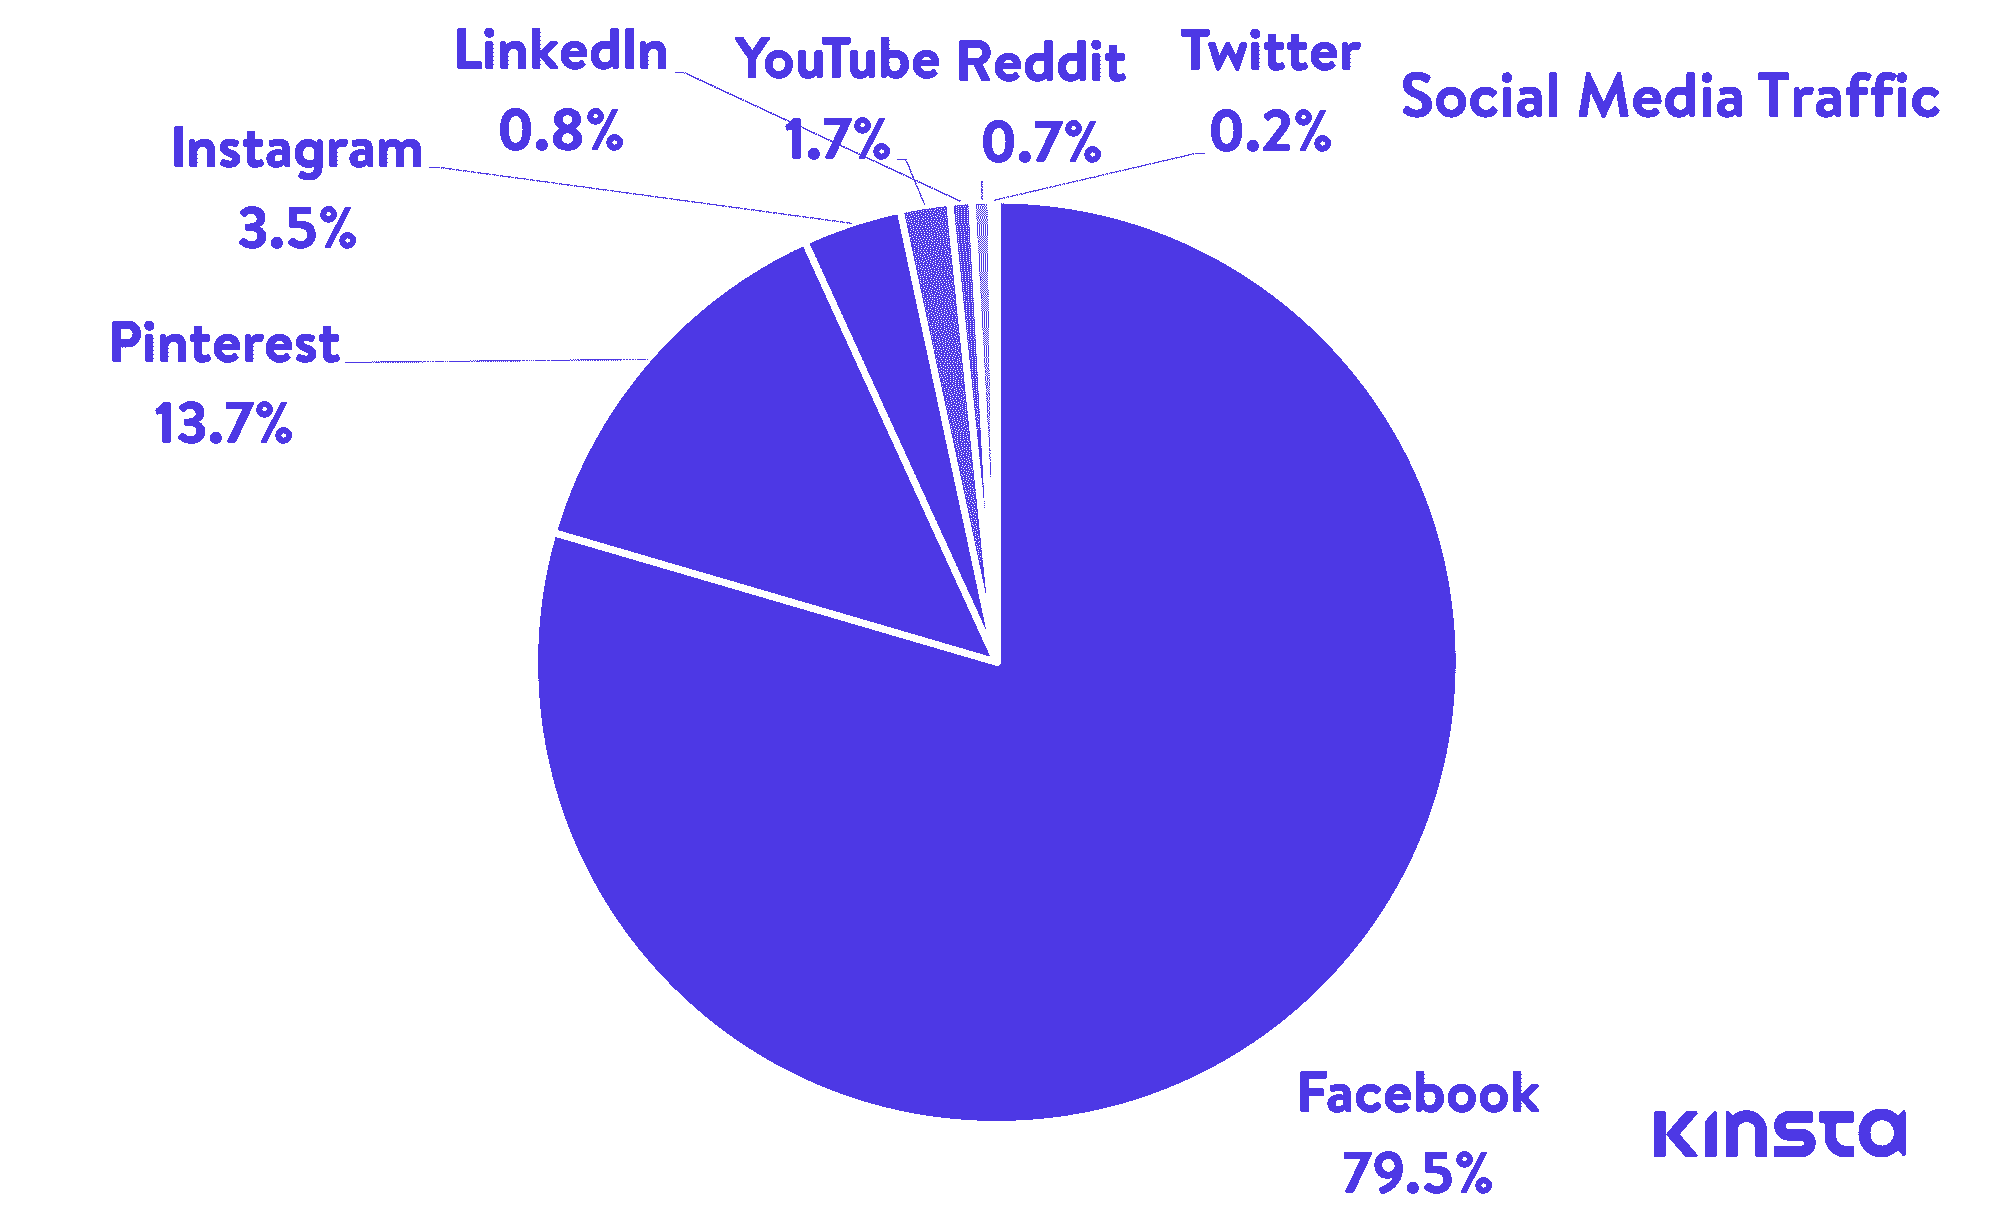 Social Media Traffic
LinkedIn
0.8%
YouTube
1.7%
Reddit
0.7%
Twitter
0.2%
Instagram
3.5%
Pinterest
13.7%
Facebook
79.5%
KINSTA